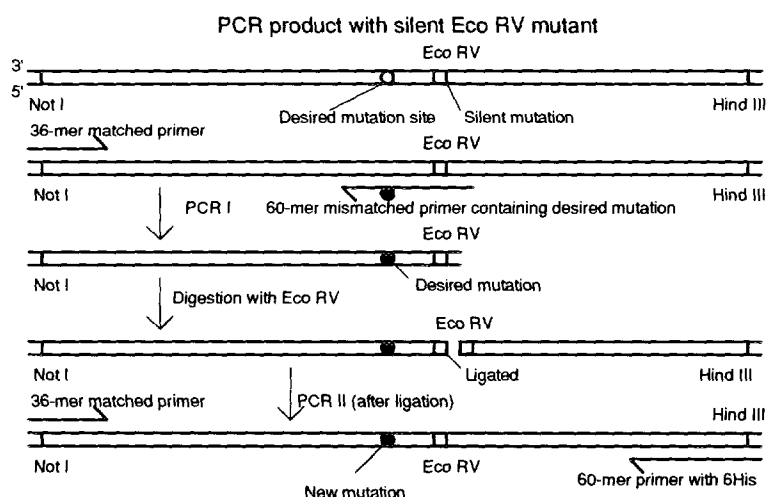 PCR product with silent Eco RV mutant
Eco RV
3'
5'
Not I
Desired mutation site
Silent mutation
Hind III
36-mer matched primer
Eco RV
Not I
Hind III
PCR I
60-mer mismatched primer containing desired mutation
Eco RV
Not I
Desired mutation
Digestion with Eco RV
Eco RV
Not I
Ligated
Hind III
36-mer matched primer
PCR II (after ligation)
Hind III
Not I
Eco RV
60-mer primer with 6His
New mutation